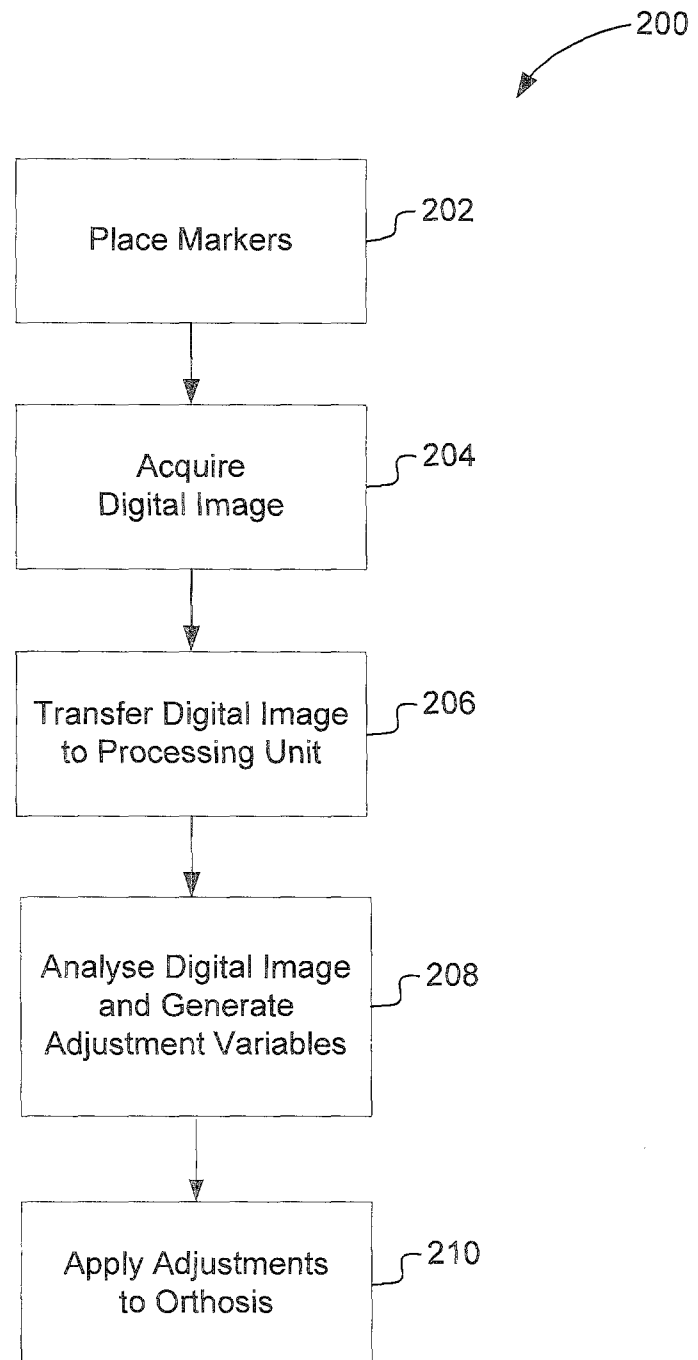 200
Place Markers
202
Acquire
Digital Image
204
Transfer Digital Image
to Processing Unit
206
Analyse Digital Image
and Generate
Adjustment Variables
208
Apply Adjustments
to Orthosis
210